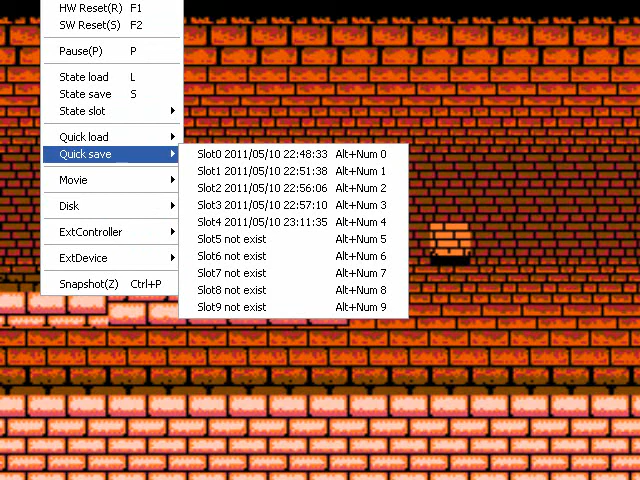 HW Reset(R) F1
SW Reset(S) F2
Pause(P) P
State load L
State save S
State slot
Quick load
Quick save
Movie
Disk
ExtController
ExtDevice
Snapshot(Z) Ctrl+P
Slot0 2011/05/10 22:48:33 Alt+Num 0
Slot1 2011/05/10 22:51:38 Alt+Num 1
Slot2 2011/05/10 22:56:06 Alt+Num 2
Slot3 2011/05/10 22:57:10 Alt+Num 3
Slot4 2011/05/10 23:11:35 Alt+Num 4
Slot5 not exist Alt+Num 5
Slot6 not exist Alt+Num 6
Slot7 not exist Alt+Num 7
Slot8 not exist Alt+Num 8
Slot9 not exist Alt+Num 9